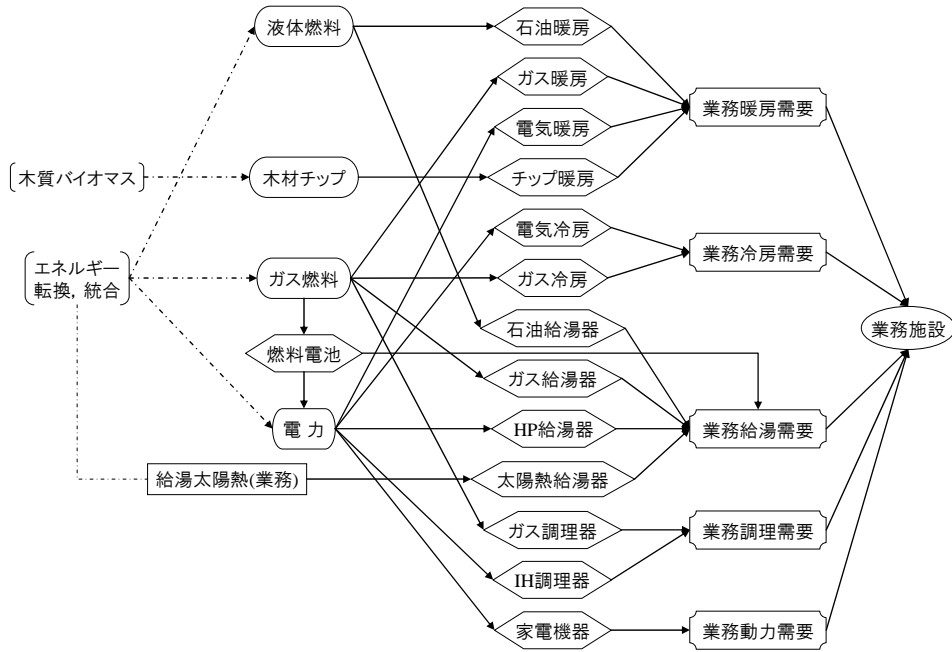 液体燃料
石油暖房
ガス暖房
業務暖房需要
電気暖房
木質バイオマス
木材チップ
チップ暖房
電気冷房
業務冷房需要
エネルギー
転換, 統合
ガス燃料
ガス冷房
石油給湯器
業務施設
燃料電池
ガス給湯器
電 力
HP給湯器
業務給湯需要
給湯太陽熱(業務)
太陽熱給湯器
ガス調理器
業務調理需要
IH調理器
家電機器
業務動力需要